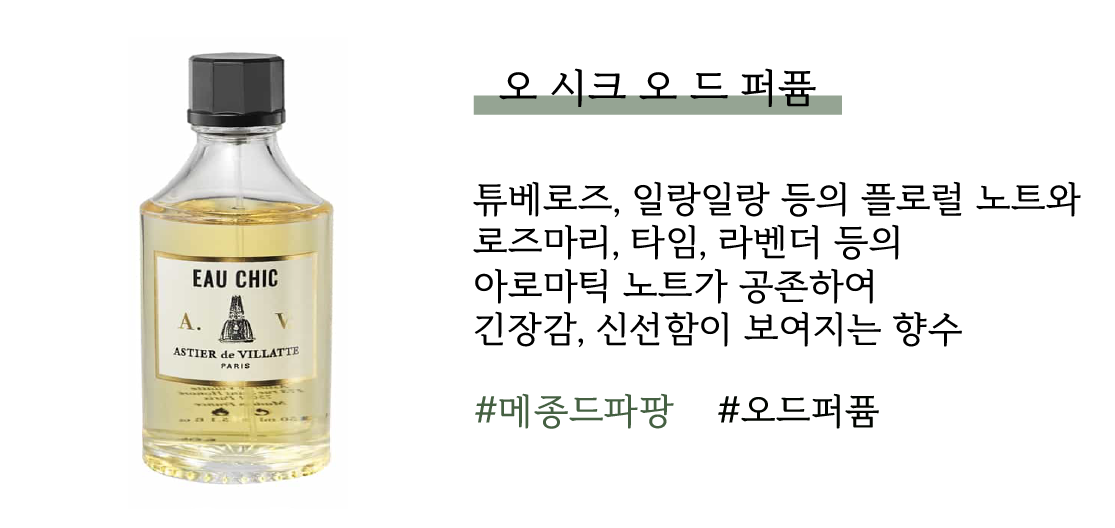 오 시크 오 드 퍼퓸
튜베로즈, 일랑일랑 등의 플로럴 노트와
로즈마리, 타임, 라벤더 등의
아로마틱 노트가 공존하여
긴장감, 신선함이 보여지는 향수
#메종드파팡 #오드퍼퓸
EAU CHIC
A. V
ASTIER de VILLATTE
PARIS